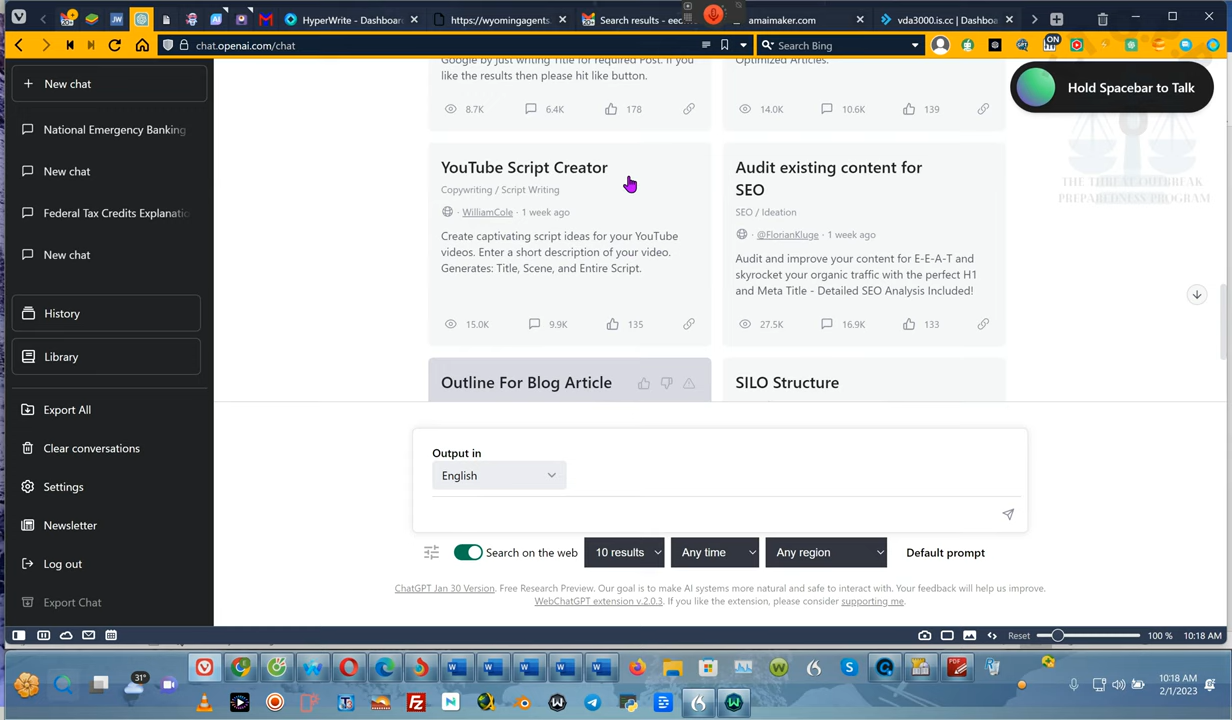 HyperWrite - Dashboard
https://wyomingagents.
Search results - eec
amaimaker.com
vda3000.is.cc | Dashboa
chat.openai.com/chat
Search Bing
ON
New chat
National Emergency Banking
New chat
Federal Tax Credits Explanatio
New chat
History
Library
Export All
Clear conversations
Settings
Newsletter
Log out
Export Chat
Hold Spacebar to Talk
THE THREAT OUTBREAK
PREPAREDNESS PROGRAM
Google by just writing Title for required Post. If you
like the results then please hit like button.
8.7K 6.4K 178
Optimized Articles.
14.0K 10.6K 139
YouTube Script Creator
Copywriting / Script Writing
WilliamCole · 1 week ago
Create captivating script ideas for your YouTube
videos. Enter a short description of your video.
Generates: Title, Scene, and Entire Script.
15.0K 9.9K 135
Audit existing content for
SEO
SEO / Ideation
@FlorianKluge · 1 week ago
Audit and improve your content for E-E-A-T and
skyrocket your organic traffic with the perfect H1
and Meta Title - Detailed SEO Analysis Included!
27.5K 16.9K 133
Outline For Blog Article
SILO Structure
Output in
English
Search on the web
10 results
Any time
Any region
Default prompt
ChatGPT Jan 30 Version. Free Research Preview. Our goal is to make AI systems more natural and safe to interact with. Your feedback will help us improve.
WebChatGPT extension v.2.0.3. If you like the extension, please consider supporting me.
Reset
100 %
10:18 AM
31°
10:18 AM
2/1/2023